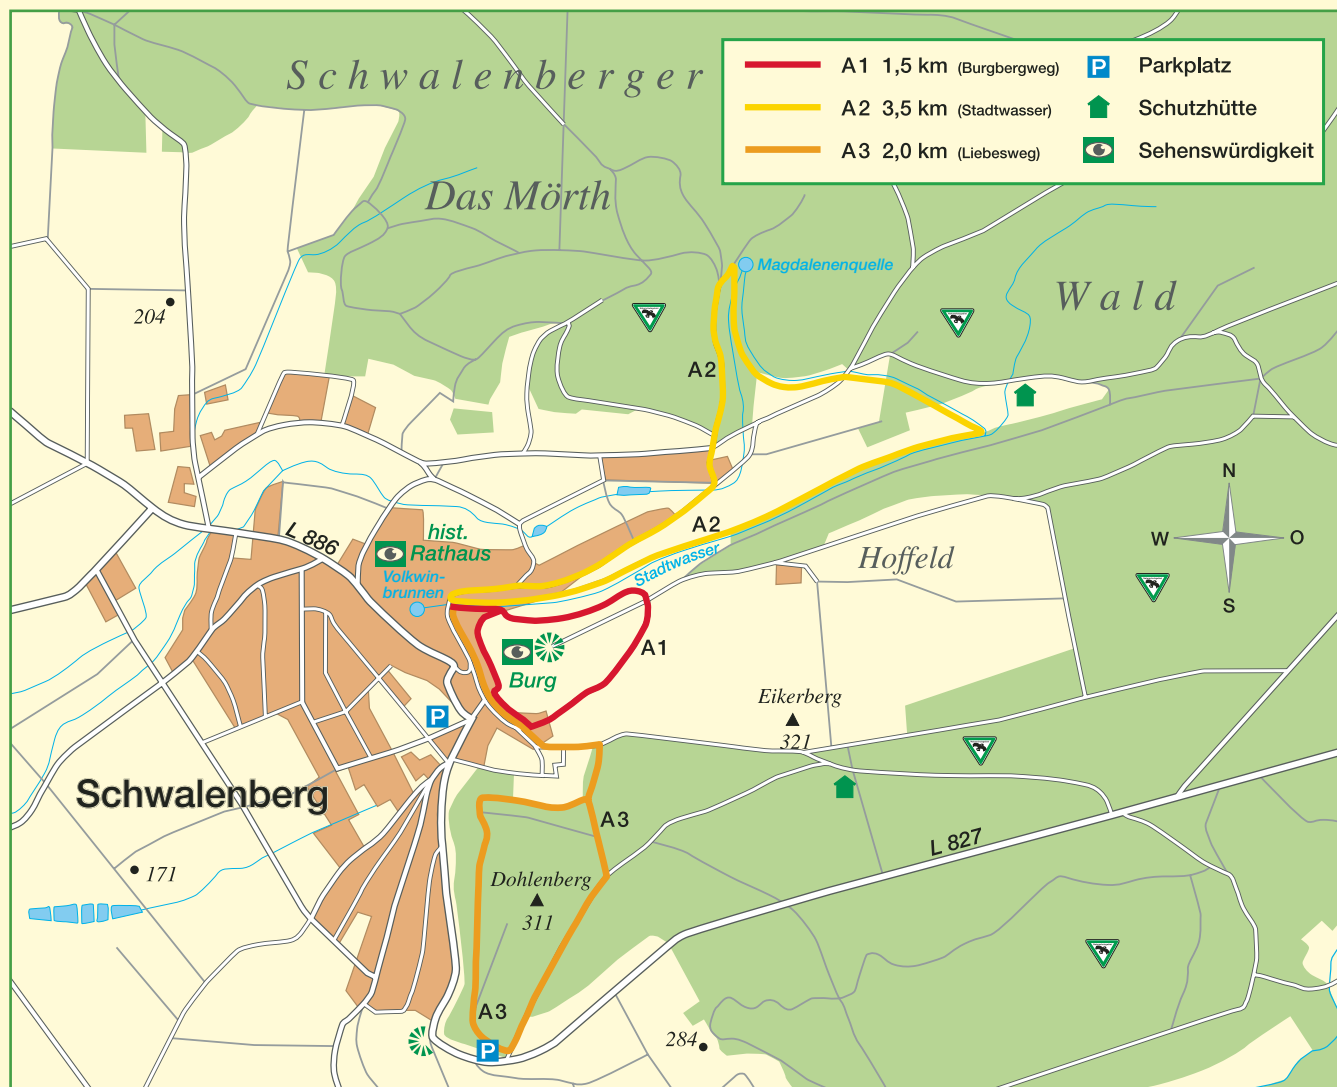 Schwalenberger
A1 1,5 km (Burgbergweg)
P
Parkplatz
A2 3,5 km (Stadtwasser)
Schutzhütte
A3 2,0 km (Liebesweg)
Sehenswürdigkeit
Das Mörth
Magdalenenquelle
Wald
204
A2
N
W
O
S
L 886
hist.
Rathaus
Volkwin-
brunnen
A2
Stadtwasser
Hoffeld
A1
Burg
Eikerberg
321
P
Schwalenberg
A3
L 827
171
Dohlenberg
311
A3
P
284